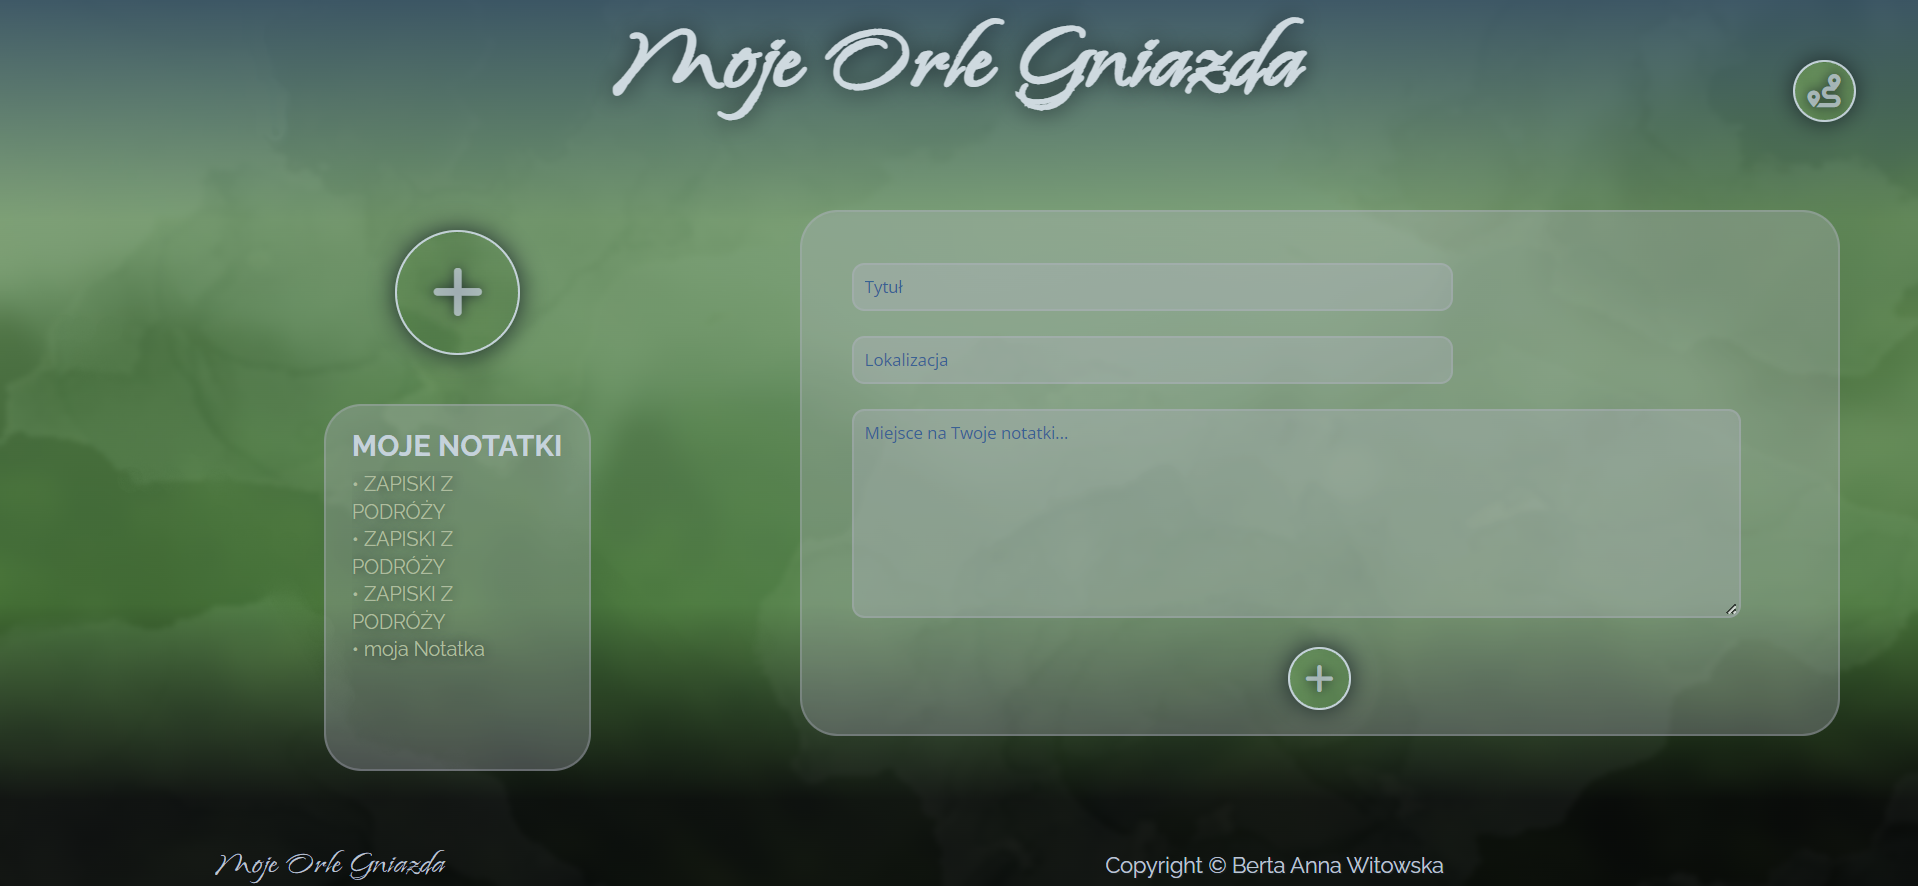 Moje Orle Gniazda
Tytuł
Lokalizacja
Miejsce na Twoje notatki...
MOJE NOTATKI
• ZAPISKI Z
PODRÓŻY
• ZAPISKI Z
PODRÓŻY
• ZAPISKI Z
PODRÓŻY
• moja Notatka
Moje Orle Gniazda
Copyright © Berta Anna Witowska